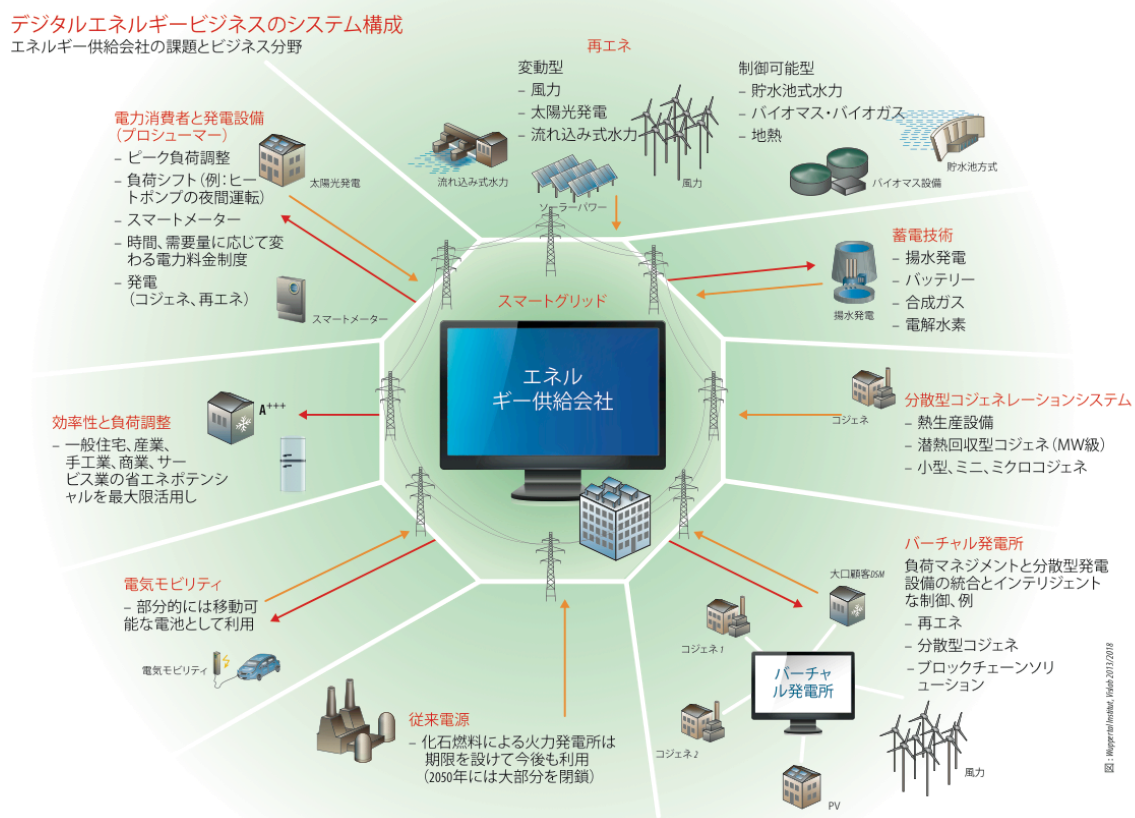 デジタルエネルギービジネスのシステム構成
エネルギー供給会社の課題とビジネス分野
再エネ
変動型
– 風力
– 太陽光発電
– 流れ込み式水力
制御可能型
– 貯水池式水力
– バイオマス・バイオガス
– 地熱
流れ込み式水力
ソーラーパワー
風力
バイオマス設備
貯水池方式
電力消費者と発電設備
（プロシューマー）
– ピーク負荷調整
– 負荷シフト（例：ヒー
トポンプの夜間運転）
– スマートメーター
– 時間、需要量に応じて変
わる電力料金制度
– 発電
（コジェネ、再エネ）
太陽光発電
スマートメーター
蓄電技術
– 揚水発電
– バッテリー
– 合成ガス
– 電解水素
揚水発電
スマートグリッド
エネル
ギー供給会社
効率性と負荷調整
– 一般住宅、産業、
手工業、商業、サー
ビス業の省エネポテンシ
ャルを最大限活用し
A+++
分散型コジェネレーションシステム
– 熱生産設備
– 潜熱回収型コジェネ（MW級）
– 小型、ミニ、ミクロコジェネ
コジェネ
電気モビリティ
– 部分的には移動可
能な電池として利用
電気モビリティ
従来電源
– 化石燃料による火力発電所は
期限を設けて今後も利用
（2050年には大部分を閉鎖）
バーチャル発電所
負荷マネジメントと分散型発電
設備の統合とインテリジェント
な制御、例
– 再エネ
– 分散型コジェネ
– ブロックチェーンソリ
ューション
大口顧客DSM
コジェネ1
バーチャ
ル発電所
コジェネ2
PV
風力
図：Wuppertal Institut, Vislab 2013/2018